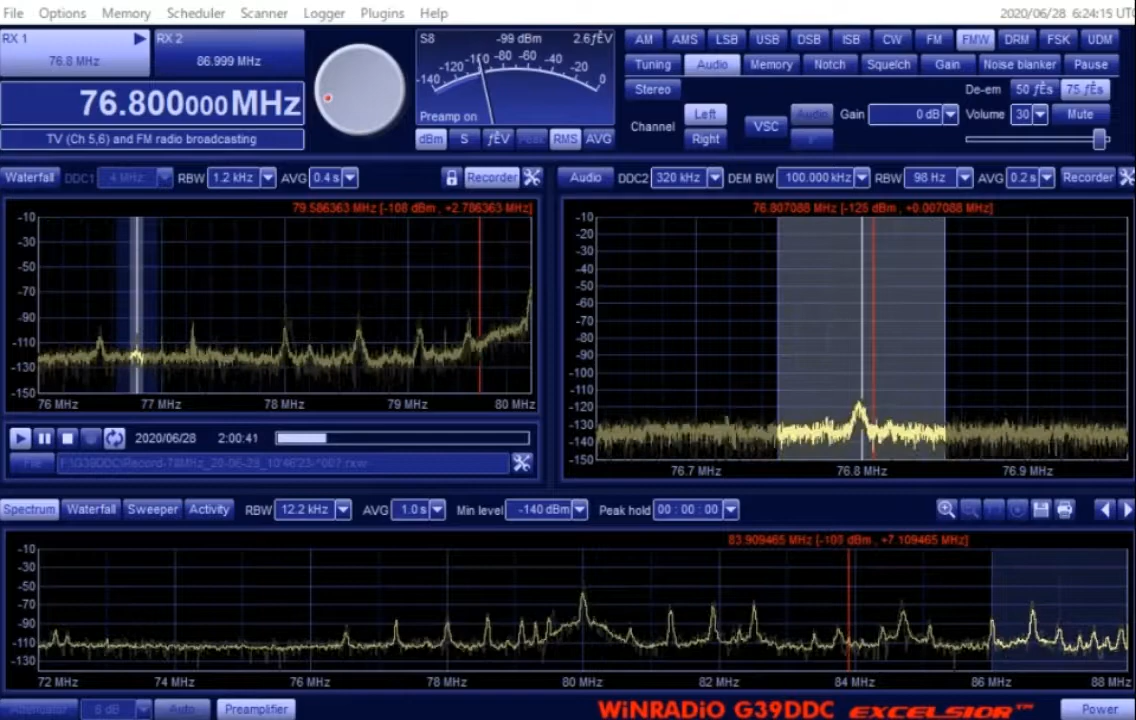 File Options Memory Scheduler Scanner Logger Plugins Help 2020/06/28 6:24:15 UTC
RX 1 RX 2
76.8 MHz 86.999 MHz
76.800000 MHz
TV (Ch 5,6) and FM radio broadcasting
S8 -99 dBm 2.6ƒÊV
-140 -120 -100 -80 -60 -40 -20 0
Preamp on
dBm S ƒÊV Peak RMS AVG
AM AMS LSB USB DSB ISB CW FM FMW DRM FSK UDM
Tuning Audio Memory Notch Squelch Gain Noise blanker Pause
Stereo De-em 50 ƒÊs 75 ƒÊs
Channel Left Right VSC Audio Gain 0 dB Volume 30 Mute
Waterfall DDC1 4 MHz RBW 1.2 kHz AVG 0.4 s Recorder
Audio DDC2 320 kHz DEM BW 100.000 kHz RBW 98 Hz AVG 0.2 s Recorder
79.586363 MHz [-108 dBm , +2.786363 MHz]
-10
-30
-50
-70
-90
-110
-130
-150
76 MHz 77 MHz 78 MHz 79 MHz 80 MHz
76.807088 MHz [-125 dBm , +0.007088 MHz]
-10
-20
-30
-40
-50
-60
-70
-80
-90
-100
-110
-120
-130
-140
-150
76.7 MHz 76.8 MHz 76.9 MHz
2020/06/28 2:00:41
File
Spectrum Waterfall Sweeper Activity RBW 12.2 kHz AVG 1.0 s Min level -140 dBm Peak hold 00 : 00 : 00
83.909465 MHz [-103 dBm , +7.109465 MHz]
-10
-30
-50
-70
-90
-110
-130
72 MHz 74 MHz 76 MHz 78 MHz 80 MHz 82 MHz 84 MHz 86 MHz 88 MHz
Attenuator 6 dB Auto Preamplifier WiNRADiO G39DDC EXCELSIOR™ Power